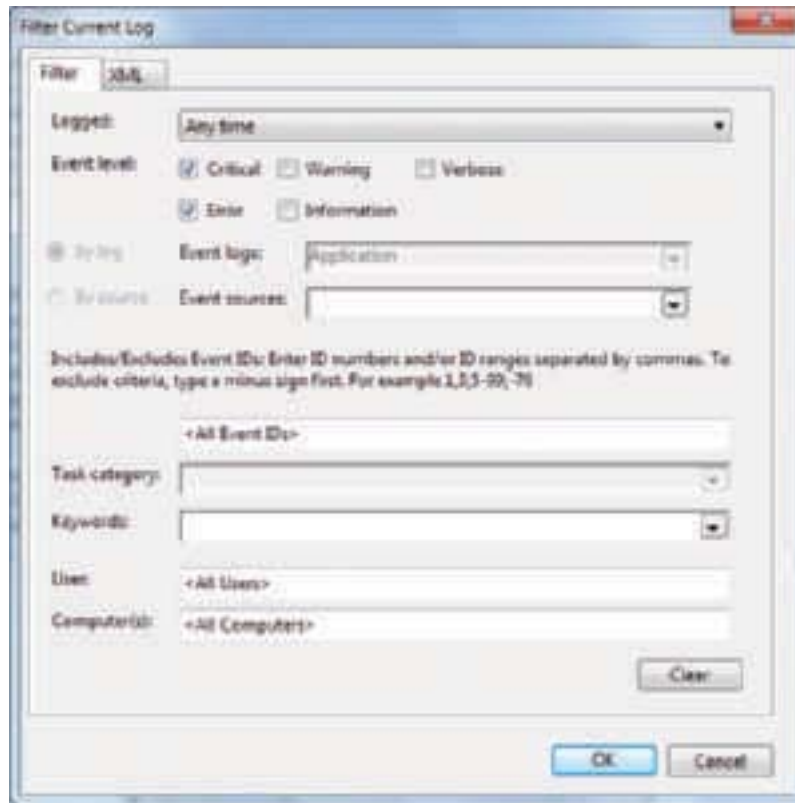 Filter Current Log
Filter XML
Logged: Any time
Event level: Critical Warning Verbose
Error Information
By log Event logs: Application
By source Event sources:
Includes/Excludes Event IDs: Enter ID numbers and/or ID ranges separated by commas. To
exclude criteria, type a minus sign first. For example 1,3,5-99,-76
<All Event IDs>
Task category:
Keywords:
User: <All Users>
Computer(s): <All Computers>
Clear
OK Cancel